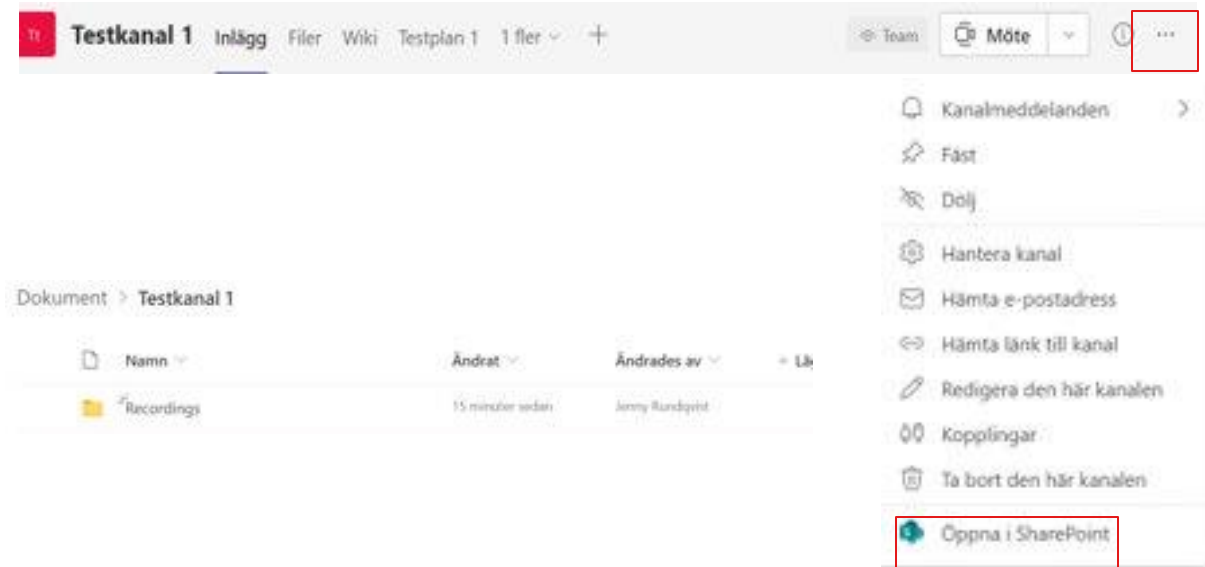 Tt Testkanal 1 Inlägg Filer Wiki Testplan 1 1 fler Team Möte
Kanalmeddelanden
Fäst
Dölj
Hantera kanal
Hämta e-postadress
Hämta länk till kanal
Redigera den här kanalen
Kopplingar
Ta bort den här kanalen
Öppna i SharePoint
Dokument > Testkanal 1
Namn Ändrat Ändrades av + Lä
Recordings 15 minuter sedan Jenny Rundqvist